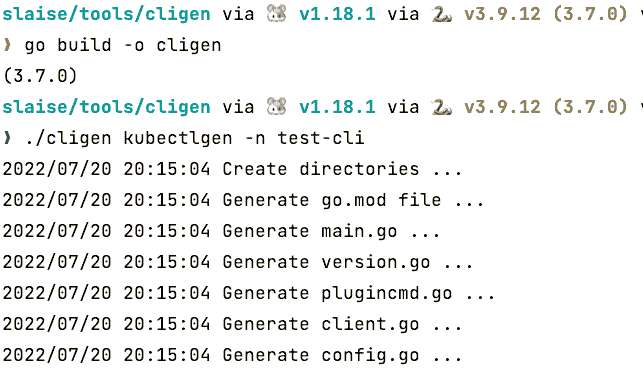 slaise/tools/cligen via 🐭 v1.18.1 via 🐍 v3.9.12 (3.7.0)
❯ go build -o cligen
(3.7.0)
slaise/tools/cligen via 🐭 v1.18.1 via 🐍 v3.9.12 (3.7.0)
❯ ./cligen kubectlgen -n test-cli
2022/07/20 20:15:04 Create directories ...
2022/07/20 20:15:04 Generate go.mod file ...
2022/07/20 20:15:04 Generate main.go ...
2022/07/20 20:15:04 Generate version.go ...
2022/07/20 20:15:04 Generate plugincmd.go ...
2022/07/20 20:15:04 Generate client.go ...
2022/07/20 20:15:04 Generate config.go ...